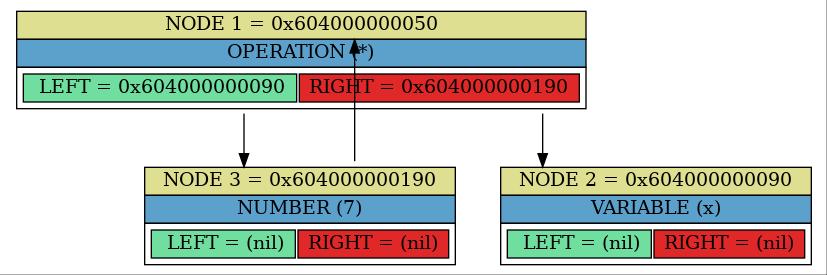 NODE 1 = 0x604000000050
OPERATION (*)
LEFT = 0x604000000090 RIGHT = 0x604000000190
NODE 3 = 0x604000000190 NODE 2 = 0x604000000090
NUMBER (7) VARIABLE (x)
LEFT = (nil) RIGHT = (nil) LEFT = (nil) RIGHT = (nil)